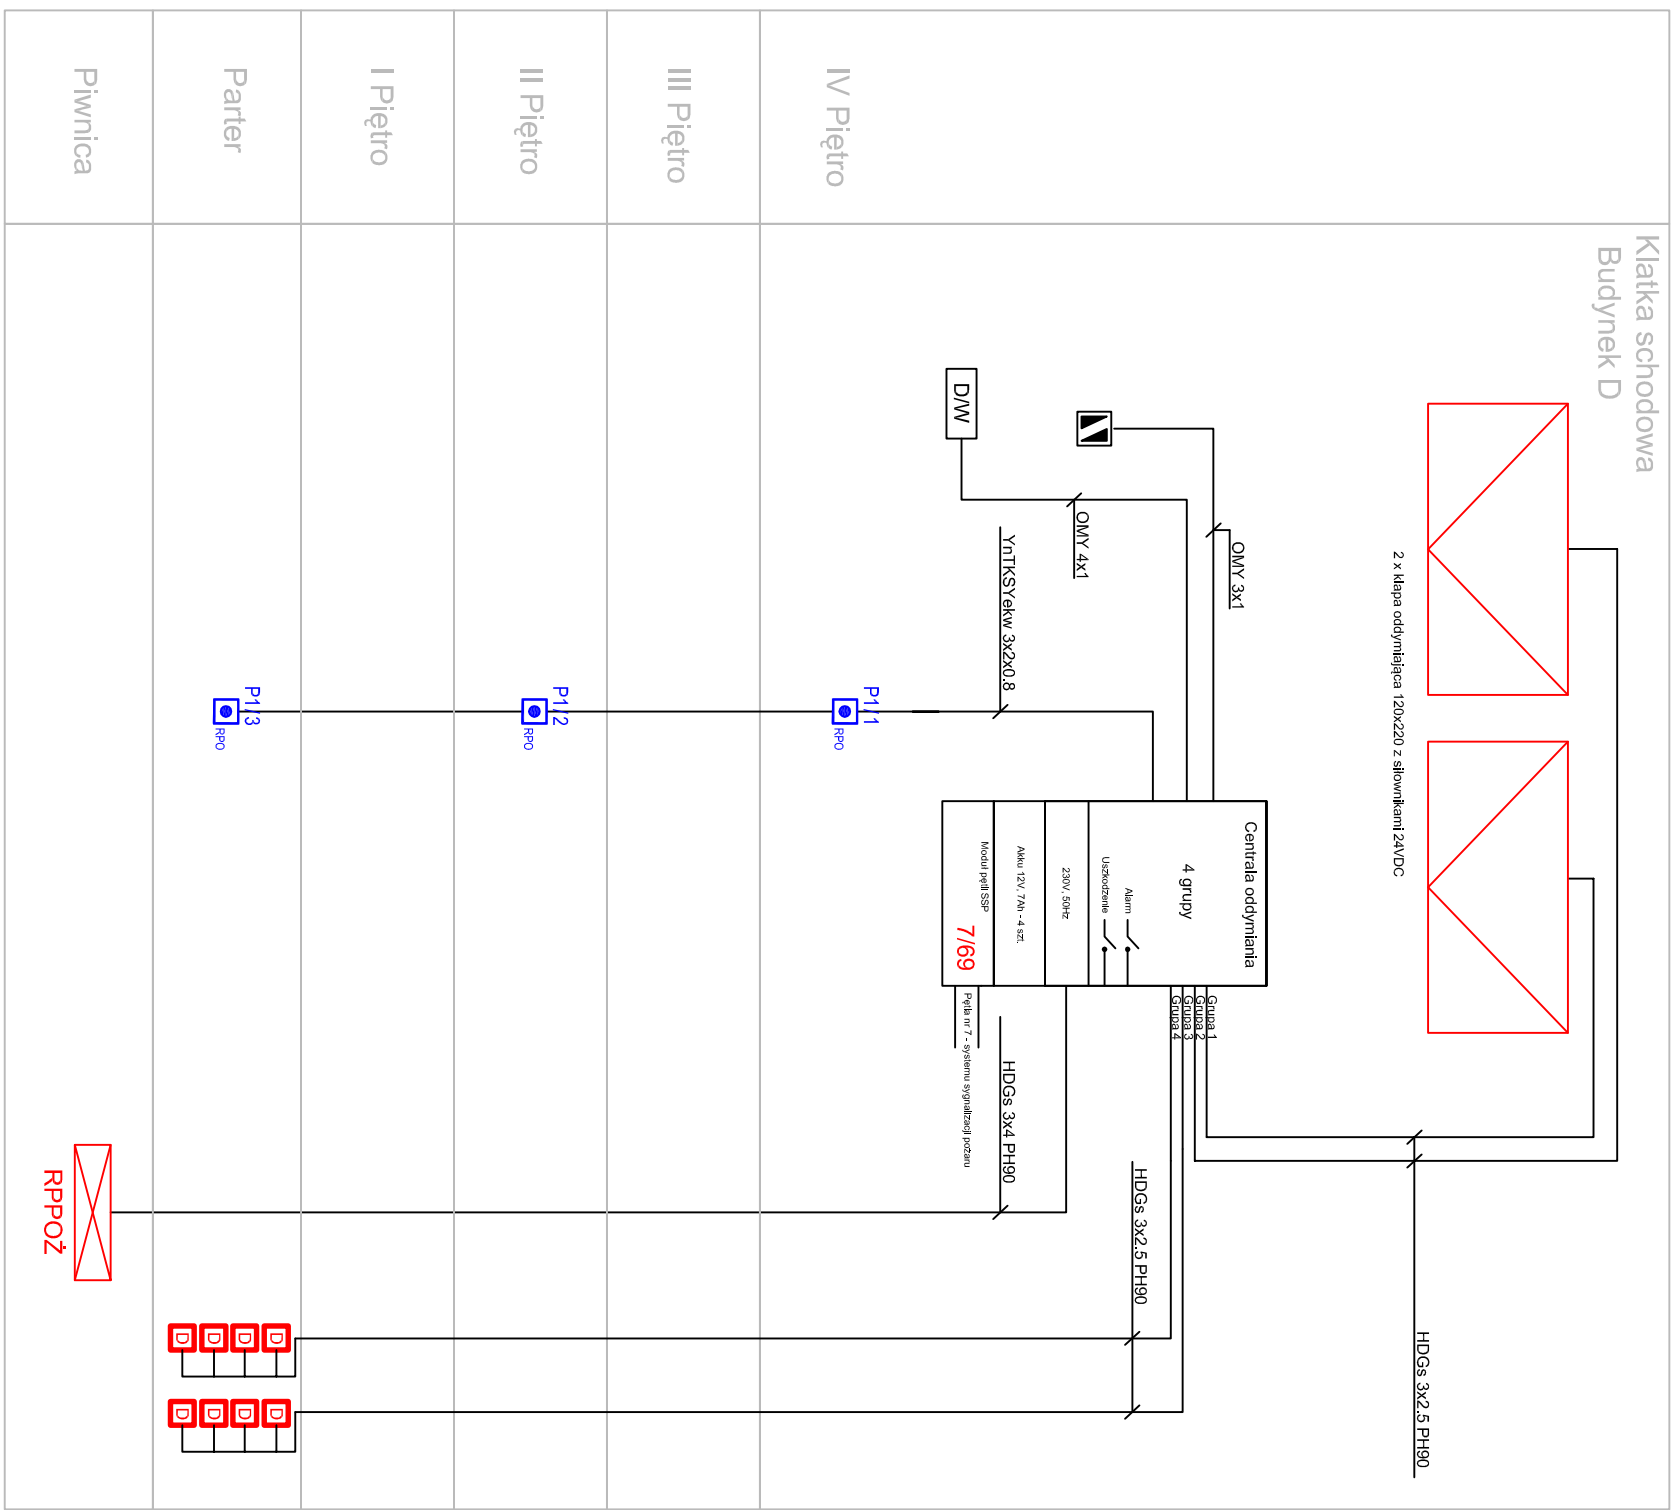 Klatka schodowa
Budynek D
IV Piętro
III Piętro
II Piętro
I Piętro
Parter
Piwnica
2 x klapa oddymiająca 120x220 z siłownikami 24VDC
OMY 3x1
OMY 4x1
D/W
YnTKSYekw 3x2x0.8
P1/1
RPO
P1/2
RPO
P1/3
RPO
Centrala oddymiania
4 grupy
Alarm
Uszkodzenie
230V, 50Hz
Akku 12V, 7Ah - 4 szt.
Moduł pętli SSP
7/69
Grupa 1
Grupa 2
Grupa 3
Grupa 4
Pętla nr 7 - systemu sygnalizacji pożaru
HDGs 3x4 PH90
HDGs 3x2.5 PH90
HDGs 3x2.5 PH90
RPPOŻ
D D D D
D D D D